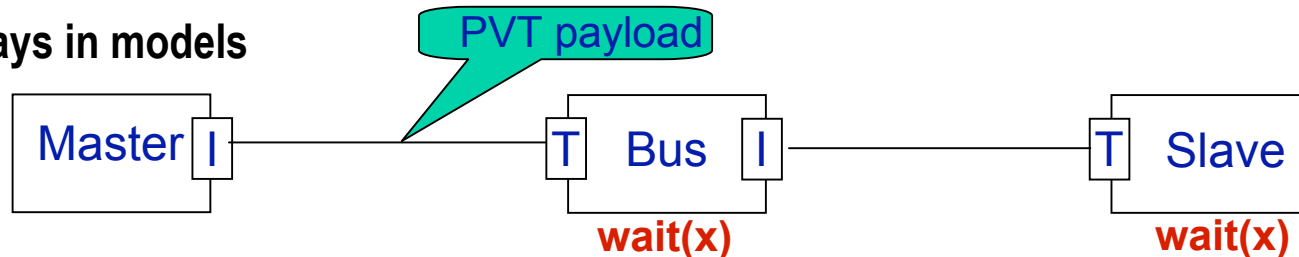 ays in models
PVT payload
Master I
T Bus I
T Slave
wait(x)
wait(x)